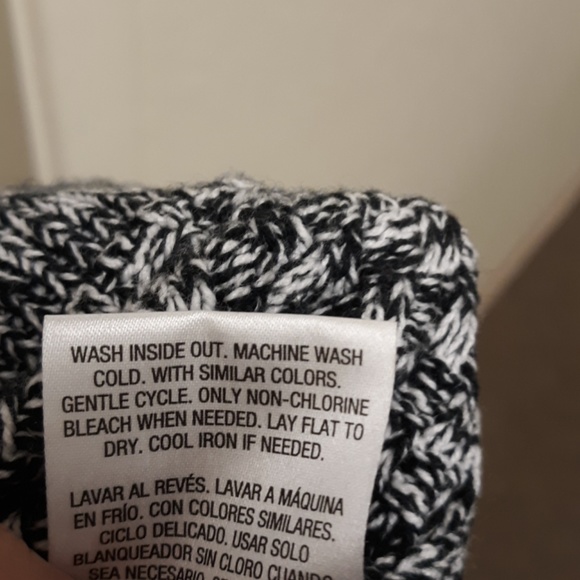 WASH INSIDE OUT. MACHINE WASH
COLD. WITH SIMILAR COLORS.
GENTLE CYCLE. ONLY NON-CHLORINE
BLEACH WHEN NEEDED. LAY FLAT TO
DRY. COOL IRON IF NEEDED.
LAVAR AL REVÉS. LAVAR A MÁQUINA
EN FRÍO. CON COLORES SIMILARES.
CICLO DELICADO. USAR SOLO
BLANQUEADOR SIN CLORO CUANDO
SEA NECESARIO.